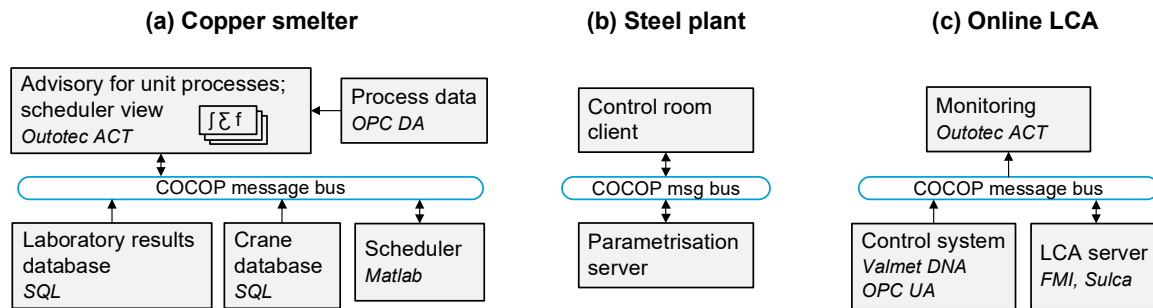 (a) Copper smelter
Advisory for unit processes;
scheduler view
∫ ∑ f
Outotec ACT
Process data
OPC DA
COCOP message bus
Laboratory results
database
SQL
Crane
database
SQL
Scheduler
Matlab
(b) Steel plant
Control room
client
COCOP msg bus
Parametrisation
server
(c) Online LCA
Monitoring
Outotec ACT
COCOP message bus
Control system
Valmet DNA
OPC UA
LCA server
FMI, Sulca